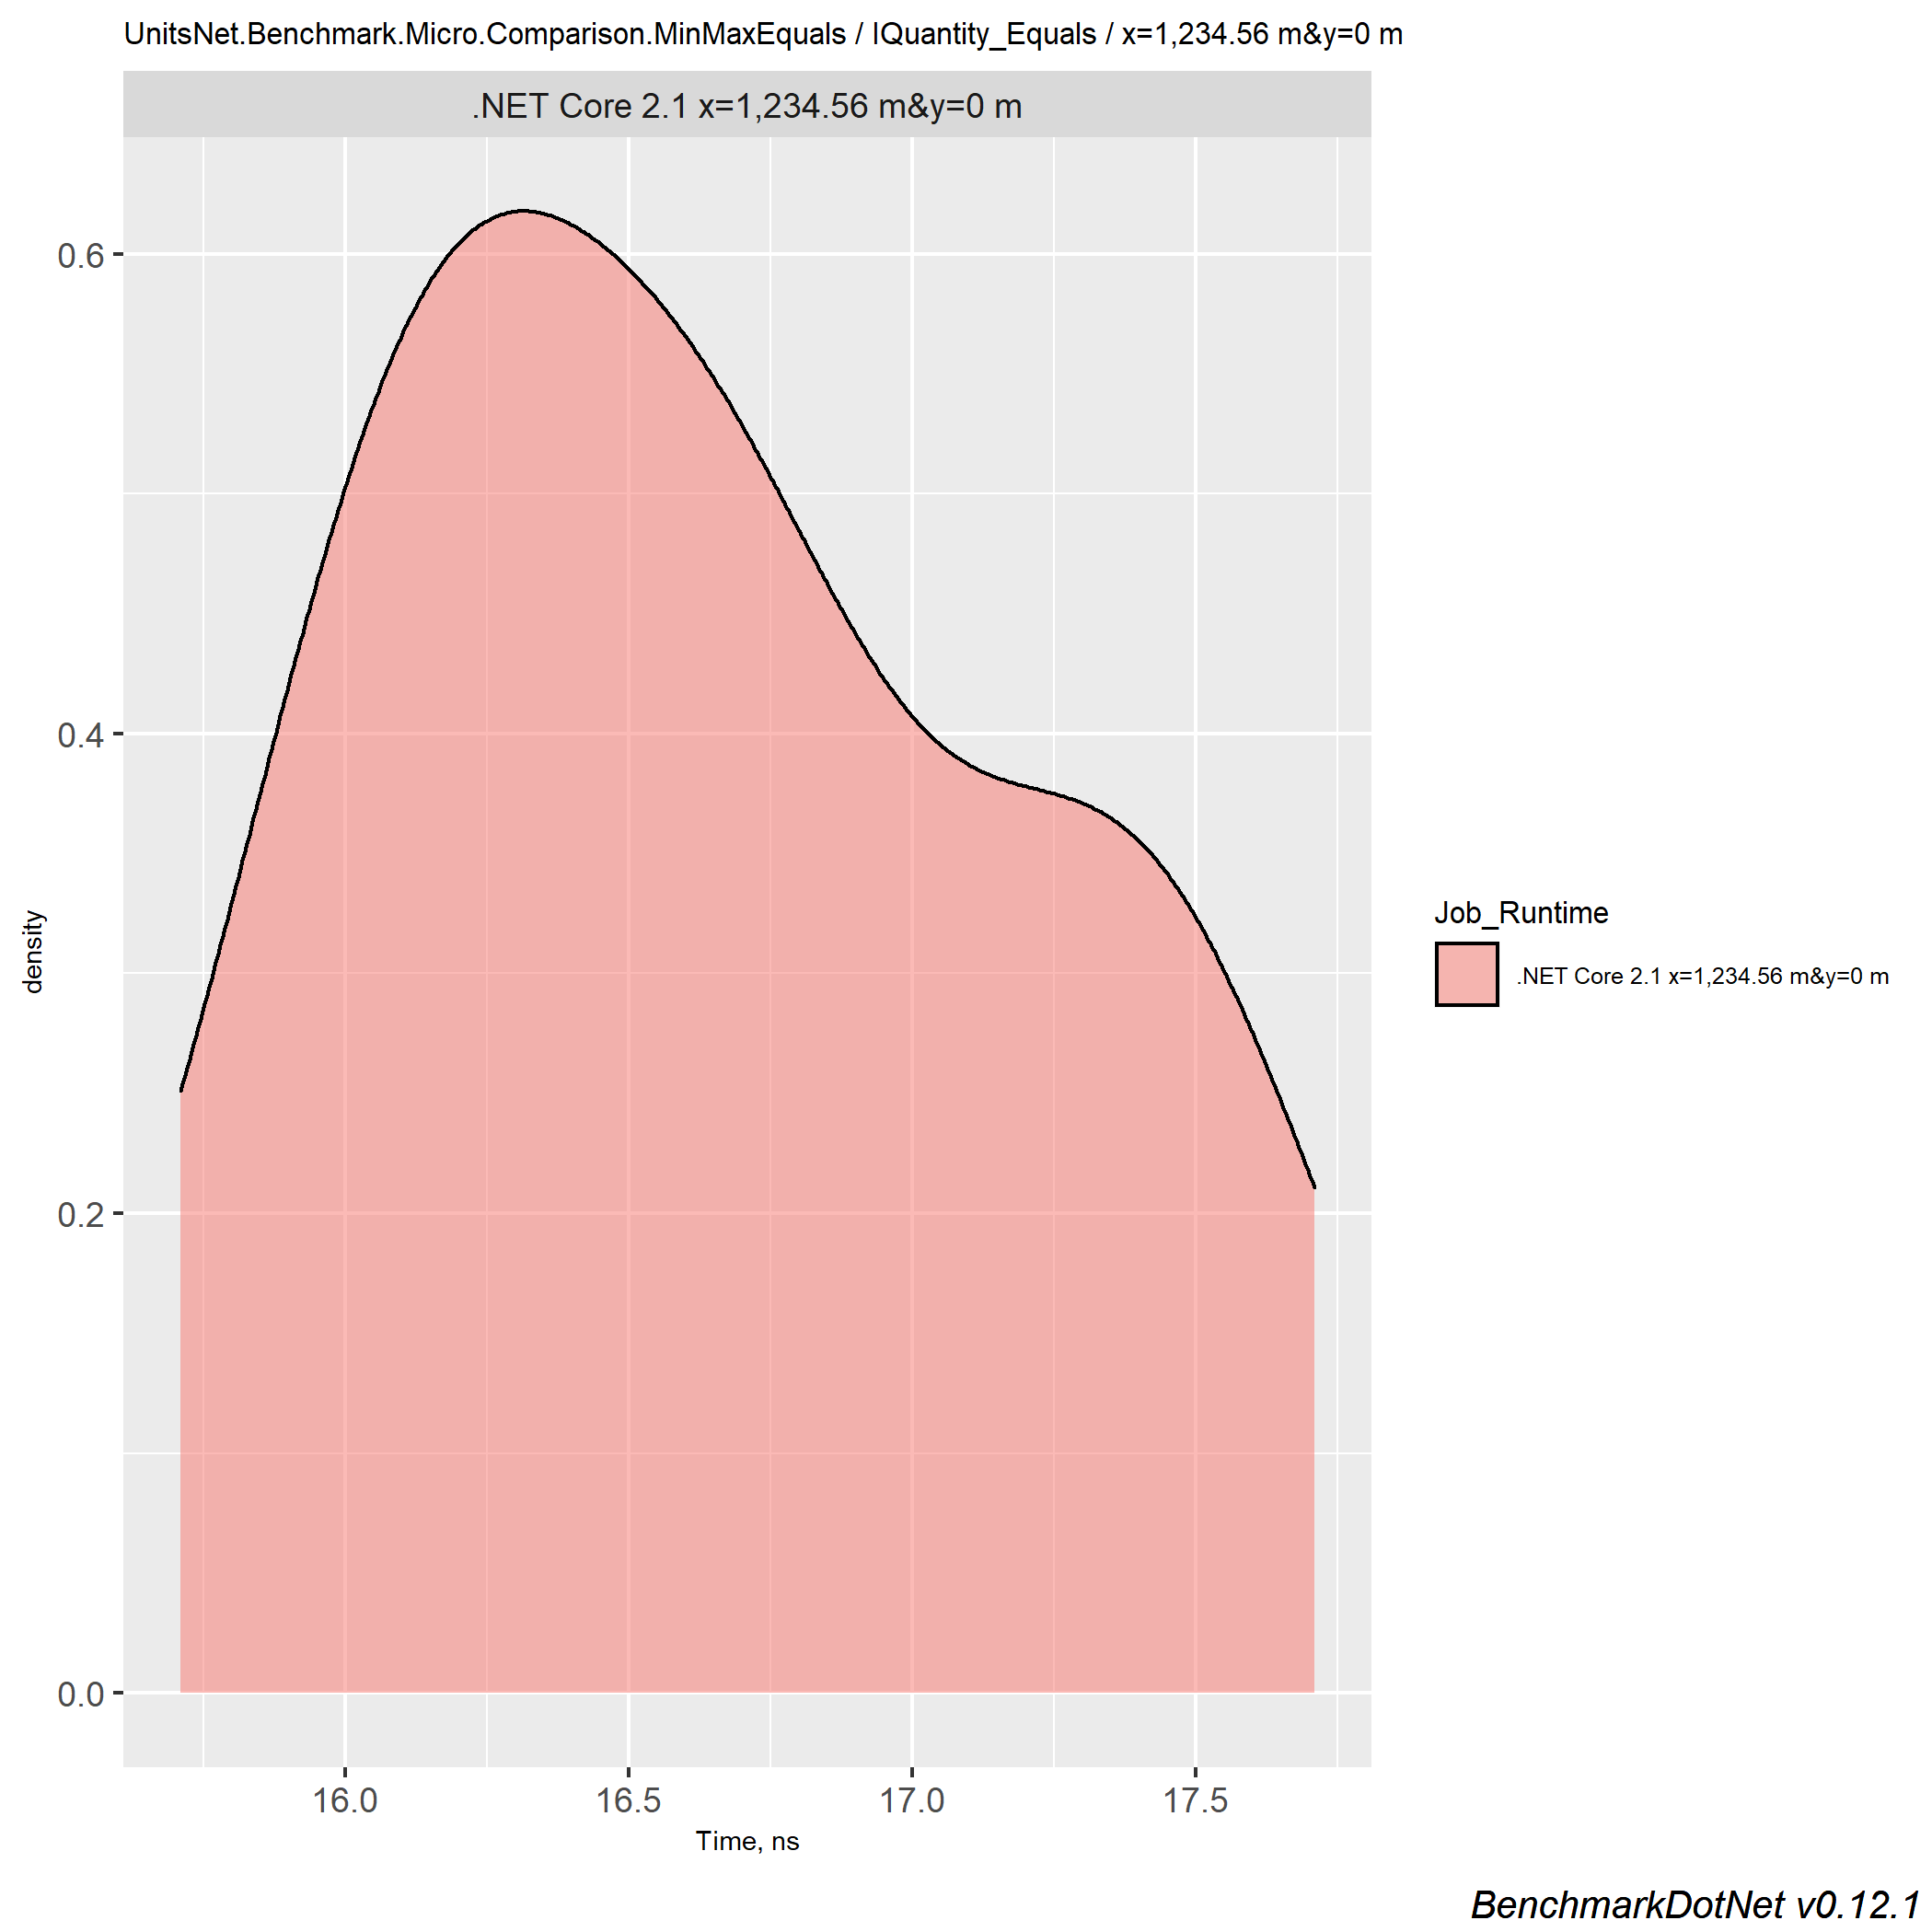 UnitsNet.Benchmark.Micro.Comparison.MinMaxEquals / IQuantity_Equals / x=1,234.56 m&y=0 m
.NET Core 2.1 x=1,234.56 m&y=0 m
0.6
0.4
0.2
0.0
density
16.0 16.5 17.0 17.5
Time, ns
Job_Runtime
.NET Core 2.1 x=1,234.56 m&y=0 m
BenchmarkDotNet v0.12.1